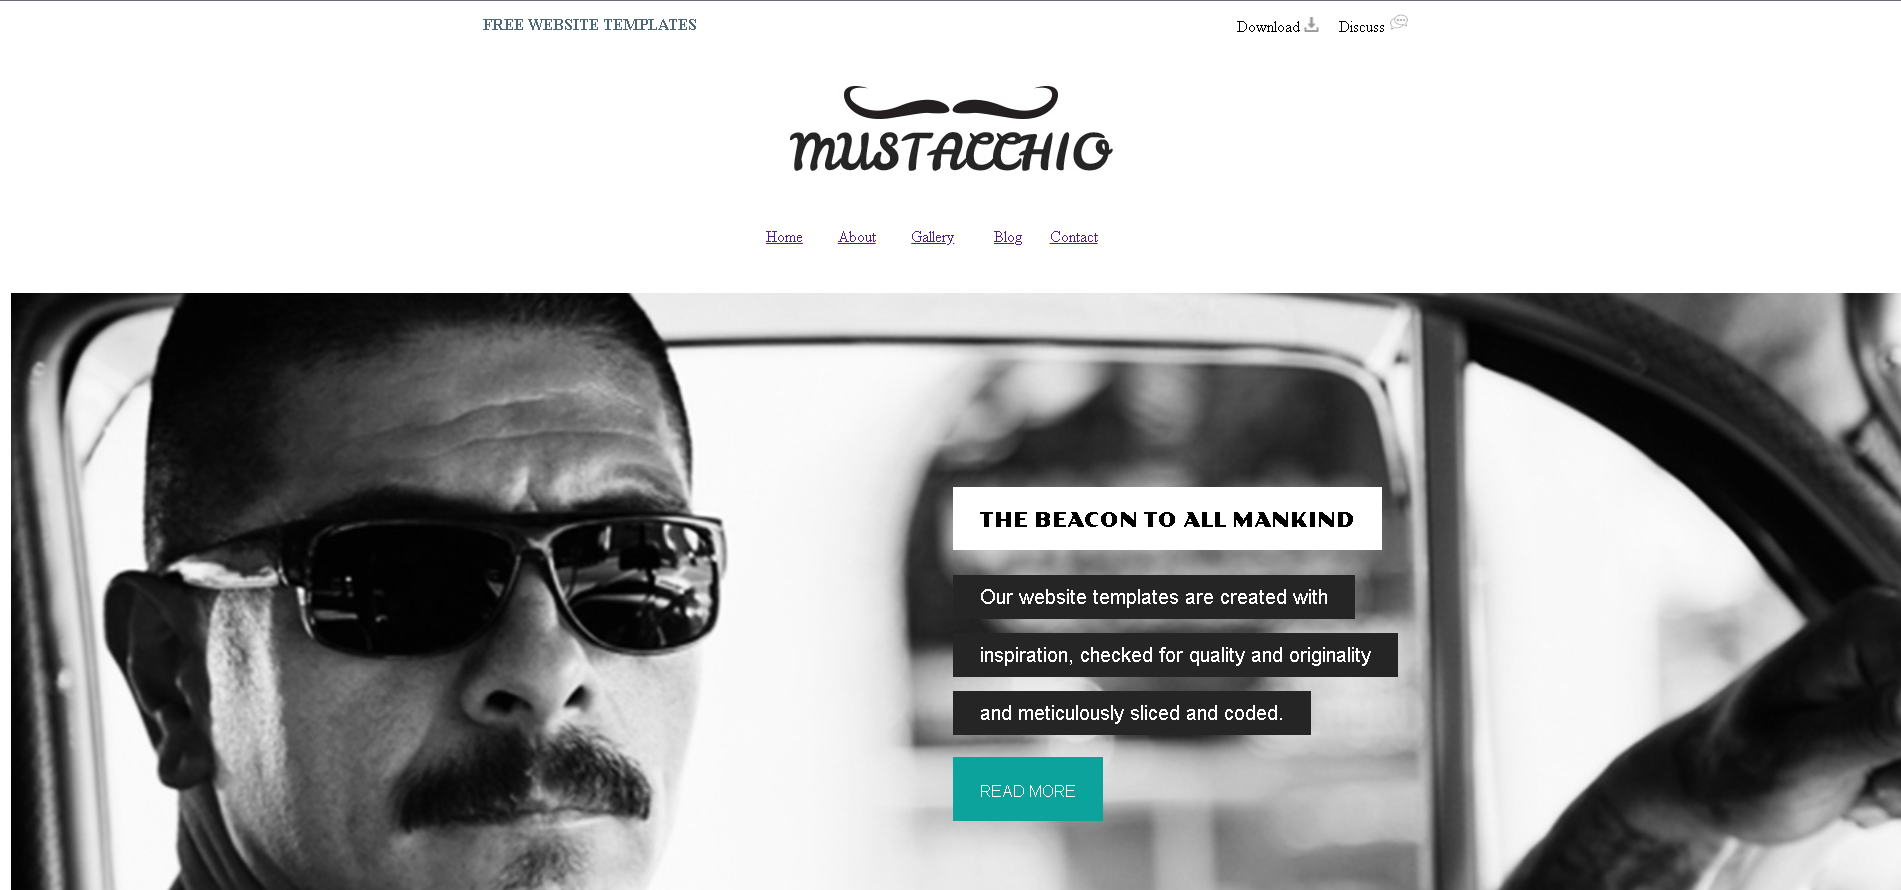 FREE WEBSITE TEMPLATES
Download
Discuss
MUSTACCHIO
Home
About
Gallery
Blog
Contact
THE BEACON TO ALL MANKIND
Our website templates are created with
inspiration, checked for quality and originality
and meticulously sliced and coded.
READ MORE